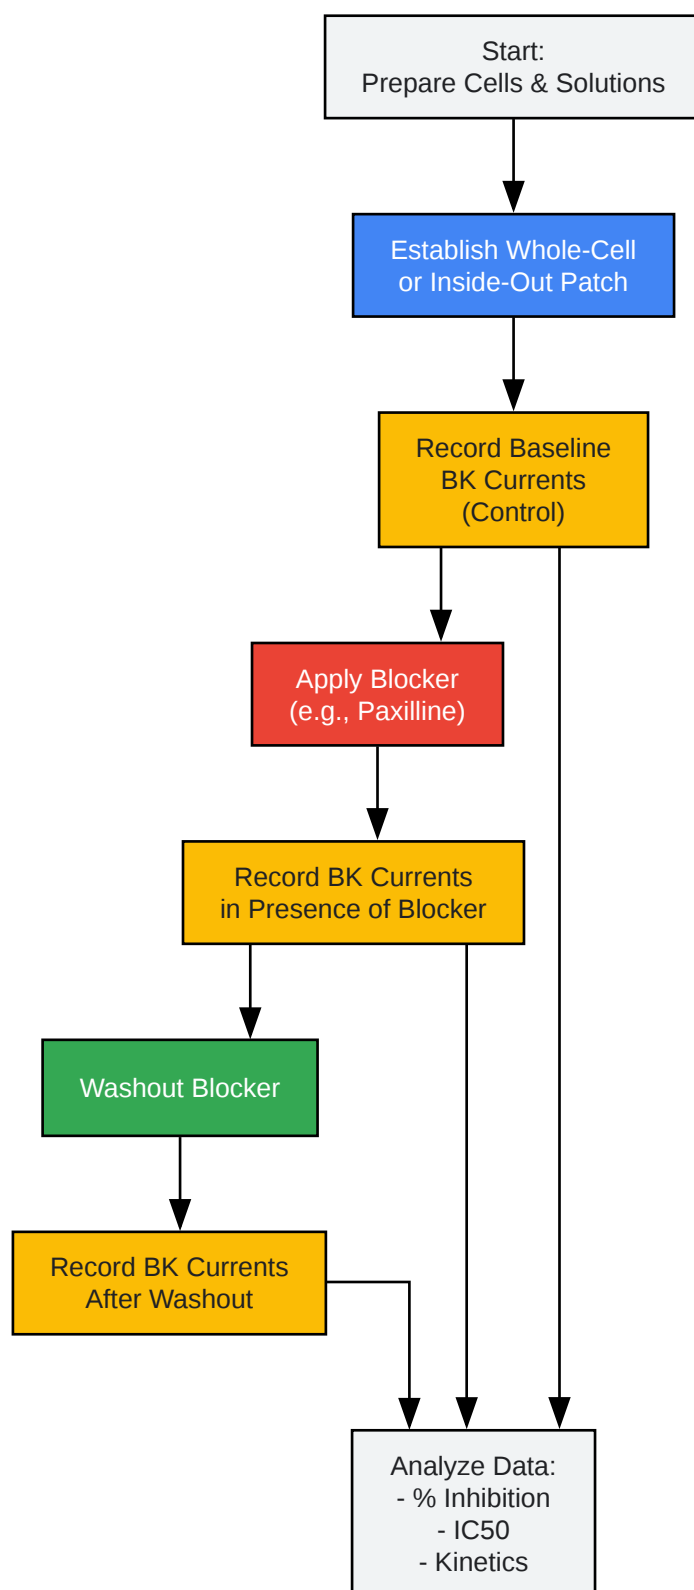 Start:
Prepare Cells & Solutions
Establish Whole-Cell
or Inside-Out Patch
Record Baseline
BK Currents
(Control)
Apply Blocker
(e.g., Paxilline)
Record BK Currents
in Presence of Blocker
Washout Blocker
Record BK Currents
After Washout
Analyze Data:
- % Inhibition
- IC50
- Kinetics